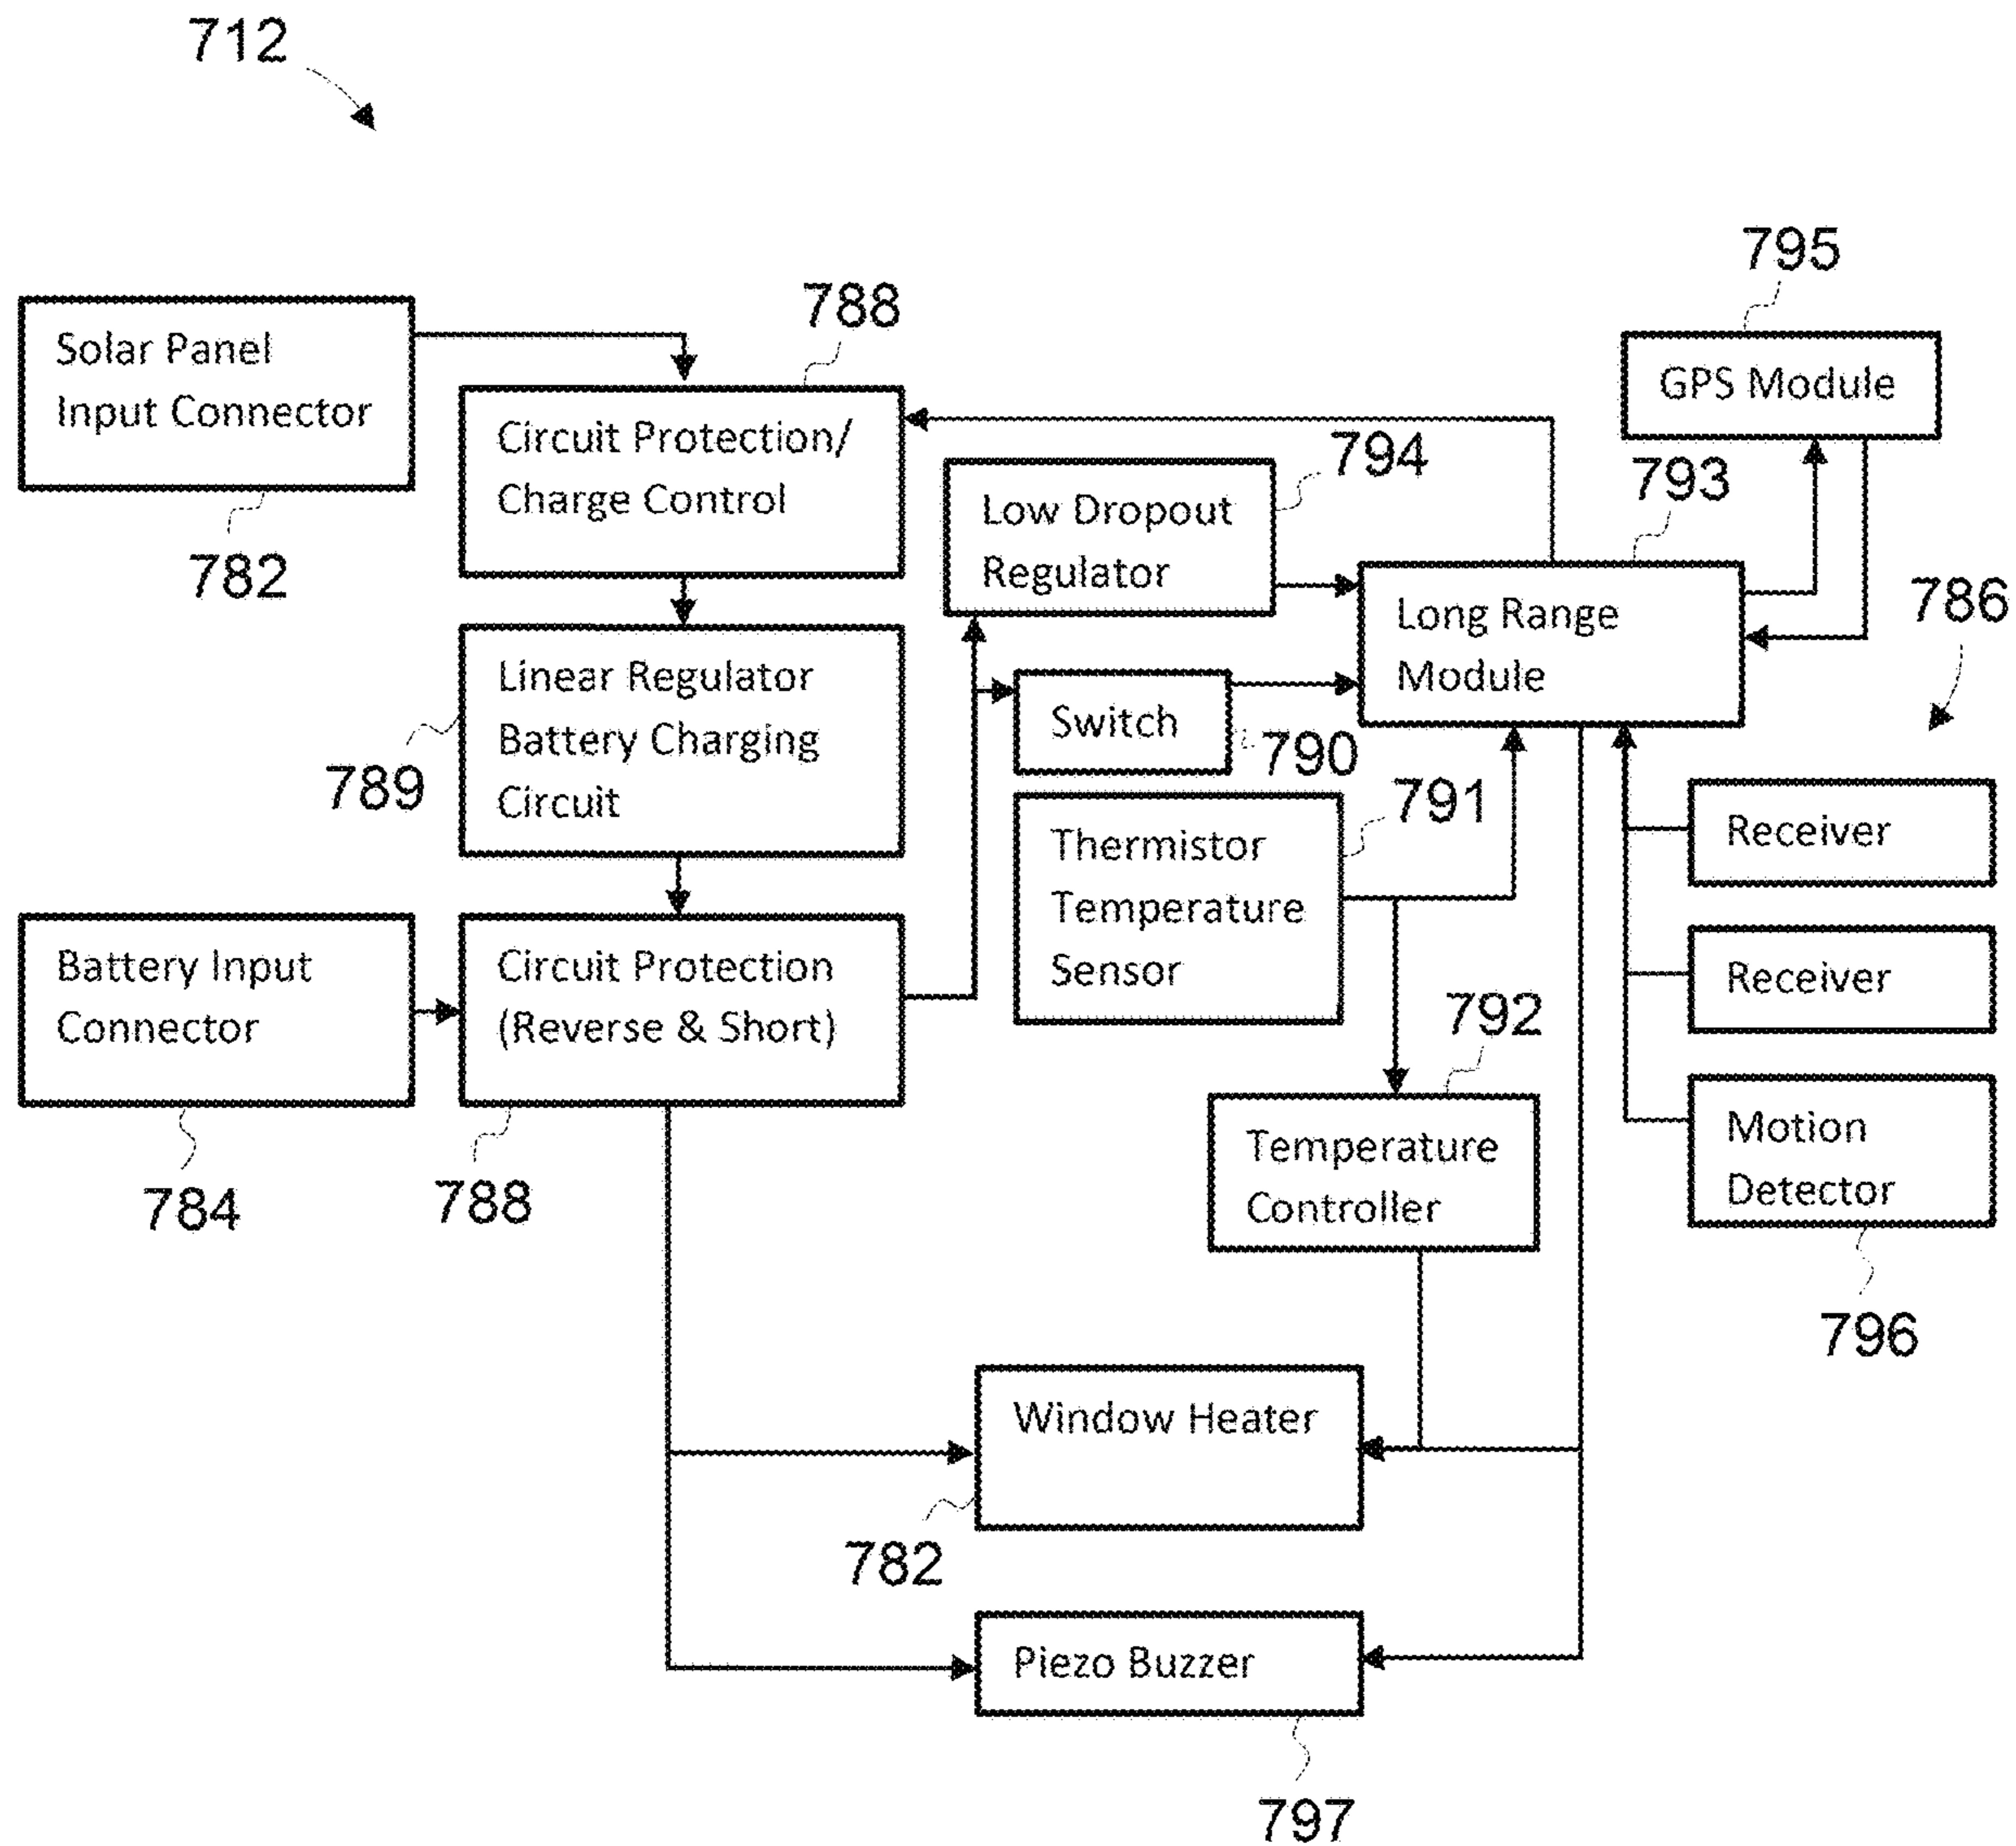 712
795
788
Solar Panel
Input Connector
GPS Module
Circuit Protection/
Charge Control
794
793
Low Dropout
Regulator
782
786
Long Range
Module
Linear Regulator
Battery Charging
Circuit
Switch
790
789
791
Receiver
Thermistor
Temperature
Sensor
Battery Input
Connector
Circuit Protection
(Reverse & Short)
Receiver
792
Motion
Detector
Temperature
Controller
784
788
796
Window Heater
782
Piezo Buzzer
797